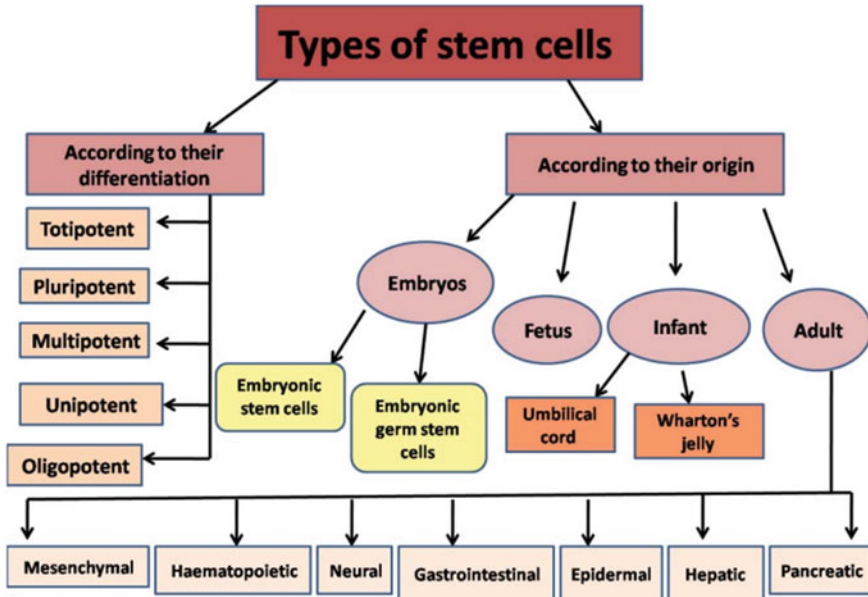 Types of stem cells
According to their
differentiation
According to their origin
Totipotent
Pluripotent
Multipotent
Unipotent
Oligopotent
Embryos
Fetus
Infant
Adult
Embryonic
stem cells
Embryonic
germ stem
cells
Umbilical
cord
Wharton's
jelly
Mesenchymal
Haematopoietic
Neural
Gastrointestinal
Epidermal
Hepatic
Pancreatic